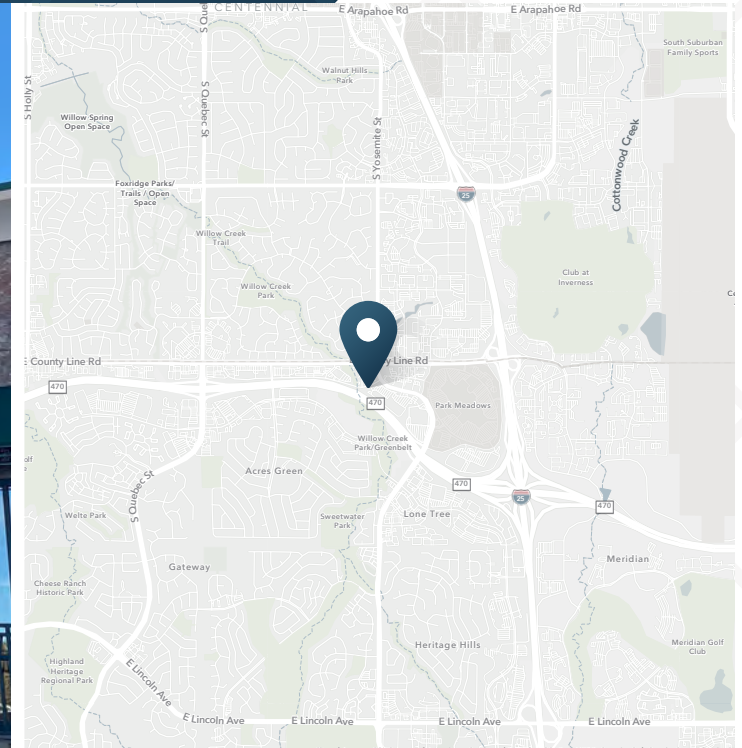 CENTENNIAL
E Arapahoe Rd
E Arapahoe Rd
S Que
South Suburban
Family Sports
Walnut Hills
Park
S Holly St
S Quebec St
Willow Spring
Open Space
S Yosemite St
Cottonwood Creek
25
Foxridge Parks/
Trails / Open
Space
Willow Creek
Trail
Club at
Inverness
Willow Creek
Park
Ce
E County Line Rd
y Line Rd
470
470
Park Meadows
Willow Creek
Park/Greenbelt
olf
Acres Green
470
25
470
S Quebec St
Welte Park
Sweetwater
Park
Lone Tree
Gateway
Meridian
Cheese Ranch
Historic Park
Heritage Hills
Meridian Golf
Club
Highland
Heritage
Regional Park
E Lincoln Ave
E Lincoln Ave
E Lincoln Ave
E Lincoln Ave
E Lincoln Ave